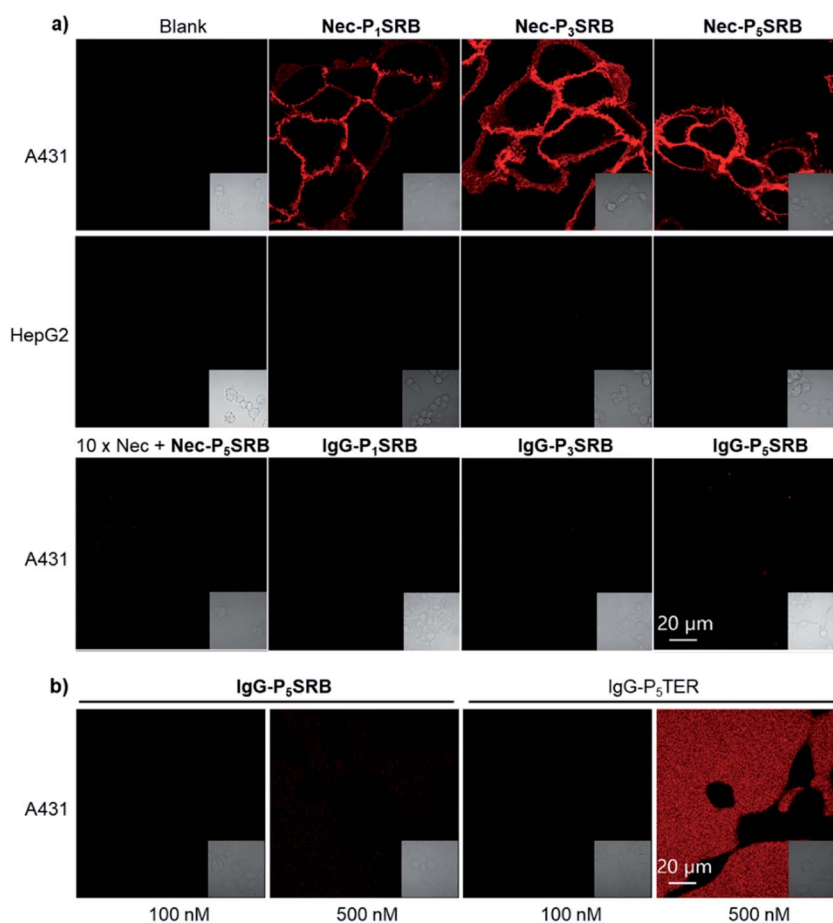 a)
Blank
Nec-P₁SRB
Nec-P₃SRB
Nec-P₅SRB
A431
HepG2
10 x Nec + Nec-P₅SRB
IgG-P₁SRB
IgG-P₃SRB
IgG-P₅SRB
A431
20 µm
b)
IgG-P₅SRB
IgG-P₅TER
A431
20 µm
100 nM
500 nM
100 nM
500 nM